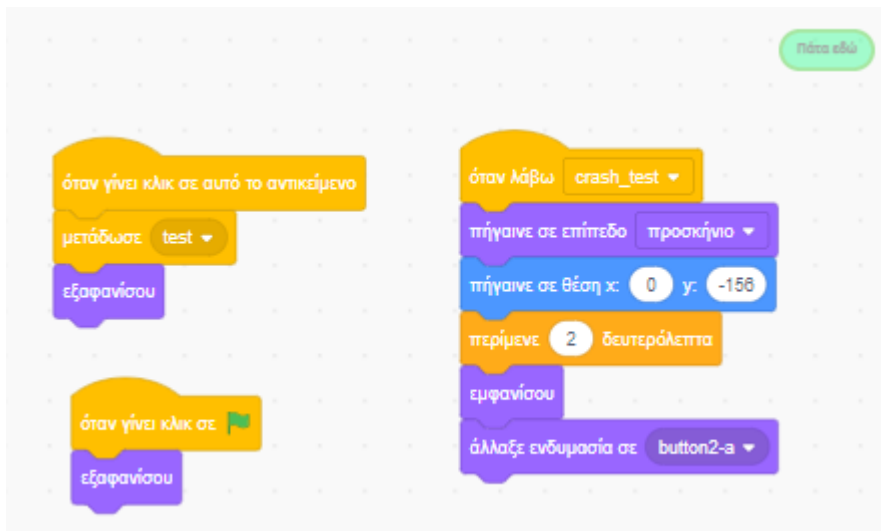 Πάτα εδώ
όταν γίνει κλικ σε αυτό το αντικείμενο
μετάδωσε test
εξαφανίσου
όταν γίνει κλικ σε
εξαφανίσου
όταν λάβω crash_test
πήγαινε σε επίπεδο προσκήνιο
πήγαινε σε θέση x: 0 y: -156
περίμενε 2 δευτερόλεπτα
εμφανίσου
άλλαξε ενδυμασία σε button2-a